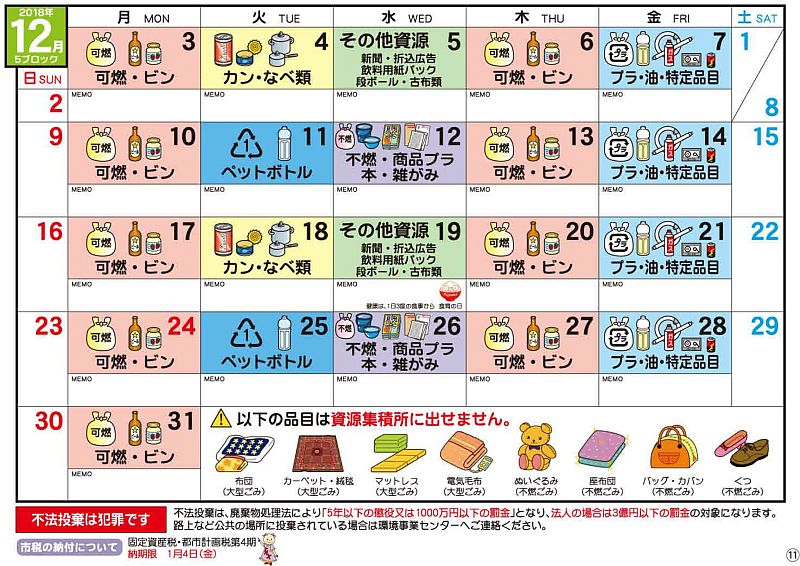 2018年
12月
5ブロック
月 MON
火 TUE
水 WED
木 THU
金 FRI
土 SAT
日 SUN
2
可燃
3
可燃・ビン
MEMO
4
カン・なべ類
MEMO
その他資源 5
新聞・折込広告
飲料用紙パック
段ボール・古布類
MEMO
可燃
6
可燃・ビン
MEMO
プラ
7
プラ・油・特定品目
MEMO
1
8
9
可燃
10
可燃・ビン
MEMO
1
11
ペットボトル
MEMO
不燃
12
不燃・商品プラ
本・雑がみ
MEMO
可燃
13
可燃・ビン
MEMO
プラ
14
プラ・油・特定品目
MEMO
15
16
可燃
17
可燃・ビン
MEMO
18
カン・なべ類
MEMO
その他資源 19
新聞・折込広告
飲料用紙パック
段ボール・古布類
MEMO
健康は、1日3度の食事から 食育の日
可燃
20
可燃・ビン
MEMO
プラ
21
プラ・油・特定品目
MEMO
22
23
可燃
24
可燃・ビン
MEMO
1
25
ペットボトル
MEMO
不燃
26
不燃・商品プラ
本・雑がみ
MEMO
可燃
27
可燃・ビン
MEMO
プラ
28
プラ・油・特定品目
MEMO
29
30
可燃
31
可燃・ビン
MEMO
以下の品目は資源集積所に出せません。
布団
(大型ごみ)
カーペット・絨毯
(大型ごみ)
マットレス
(大型ごみ)
電気毛布
(大型ごみ)
ぬいぐるみ
(不燃ごみ)
座布団
(不燃ごみ)
バッグ・カバン
(不燃ごみ)
くつ
(不燃ごみ)
不法投棄は犯罪です
不法投棄は、廃棄物処理法により「5年以下の懲役又は1000万円以下の罰金」となり、法人の場合は3億円以下の罰金の対象になります。
路上など公共の場所に投棄されている場合は環境事業センターへご連絡ください。
市税の納付について
固定資産税・都市計画税第4期
納期限 1月4日(金)
⑪